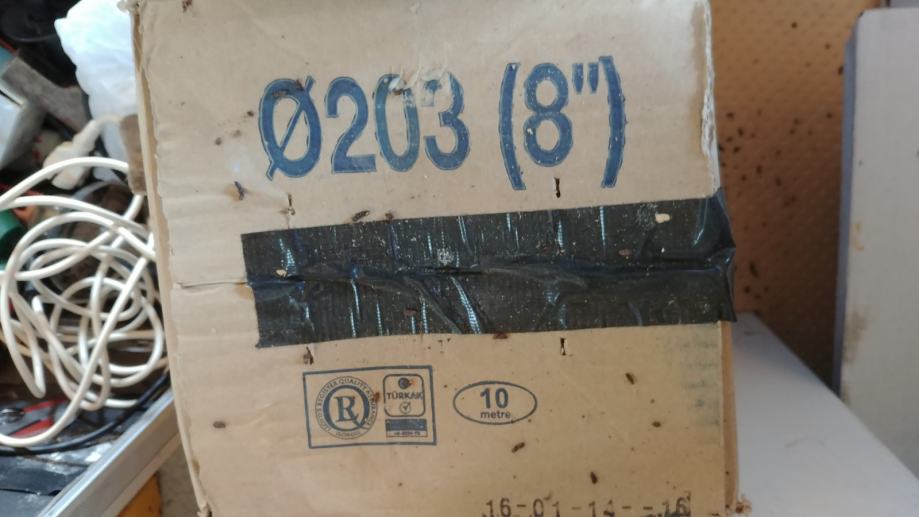 Ø203 (8")
TÜRKAK
R
10
metre
16-01-14--16